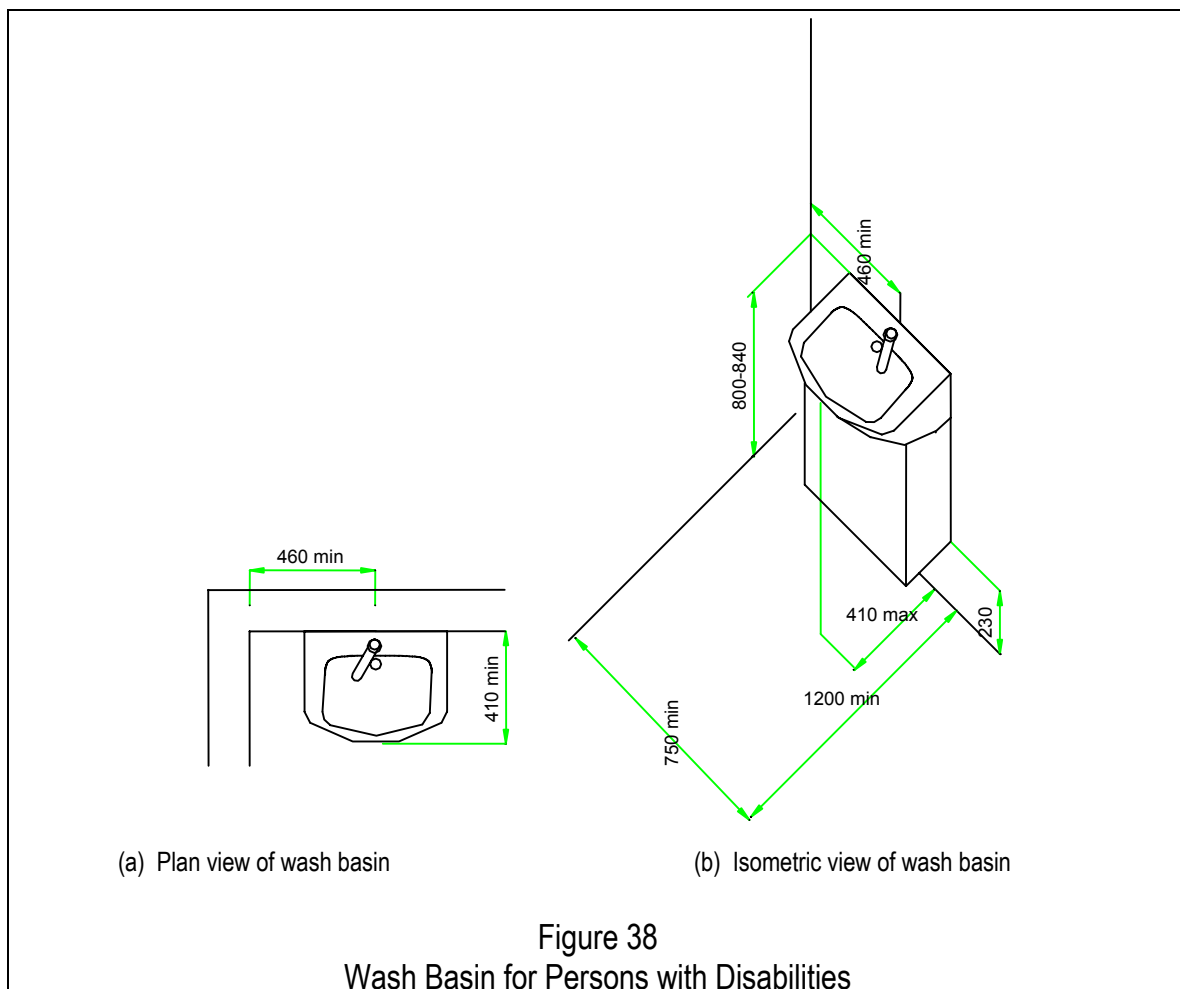 460 min
800-840
460 min
410 min
410 max
230
1200 min
750 min
(a) Plan view of wash basin
(b) Isometric view of wash basin
Figure 38
Wash Basin for Persons with Disabilities